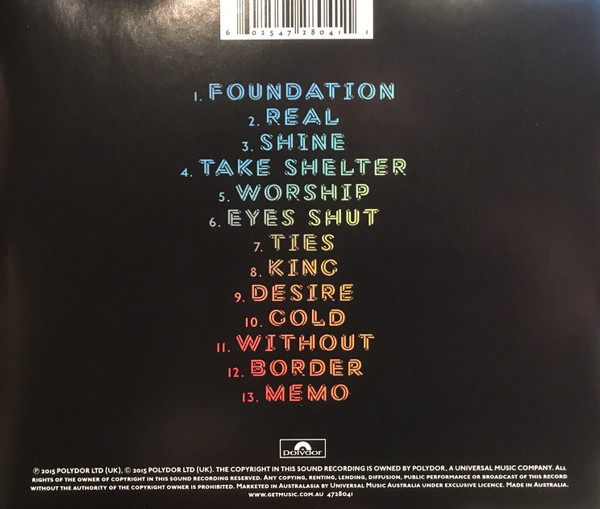 6 02547 28041 1
1. FOUNDATION
2. REAL
3. SHINE
4. TAKE SHELTER
5. WORSHIP
6. EYES SHUT
7. TIES
8. KING
9. DESIRE
10. GOLD
11. WITHOUT
12. BORDER
13. MEMO
polydor
℗ 2015 POLYDOR LTD (UK), © 2015 POLYDOR LTD (UK). THE COPYRIGHT IN THIS SOUND RECORDING IS OWNED BY POLYDOR, A UNIVERSAL MUSIC COMPANY. ALL
RIGHTS OF THE OWNER OF COPYRIGHT IN THIS SOUND RECORDING RESERVED. ANY COPYING, RENTING, LENDING, DIFFUSION, PUBLIC PERFORMANCE OR BROADCAST OF THIS RECORD
WITHOUT THE AUTHORITY OF THE COPYRIGHT OWNER IS PROHIBITED. MARKETED IN AUSTRALASIA BY UNIVERSAL MUSIC AUSTRALIA UNDER EXCLUSIVE LICENCE. MADE IN AUSTRALIA.
WWW.GETMUSIC.COM.AU 4728041